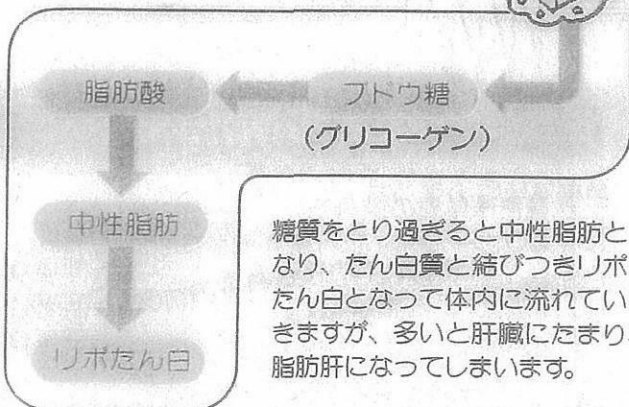 脂肪酸
ブドウ糖
(グリコーゲン)
中性脂肪
リポたん白
糖質をとり過ぎると中性脂肪と
なり、たん白質と結びつきリポ
たん白となって体内に流れてい
きますが、多いと肝臓にたまり、
脂肪肝になってしまいます。